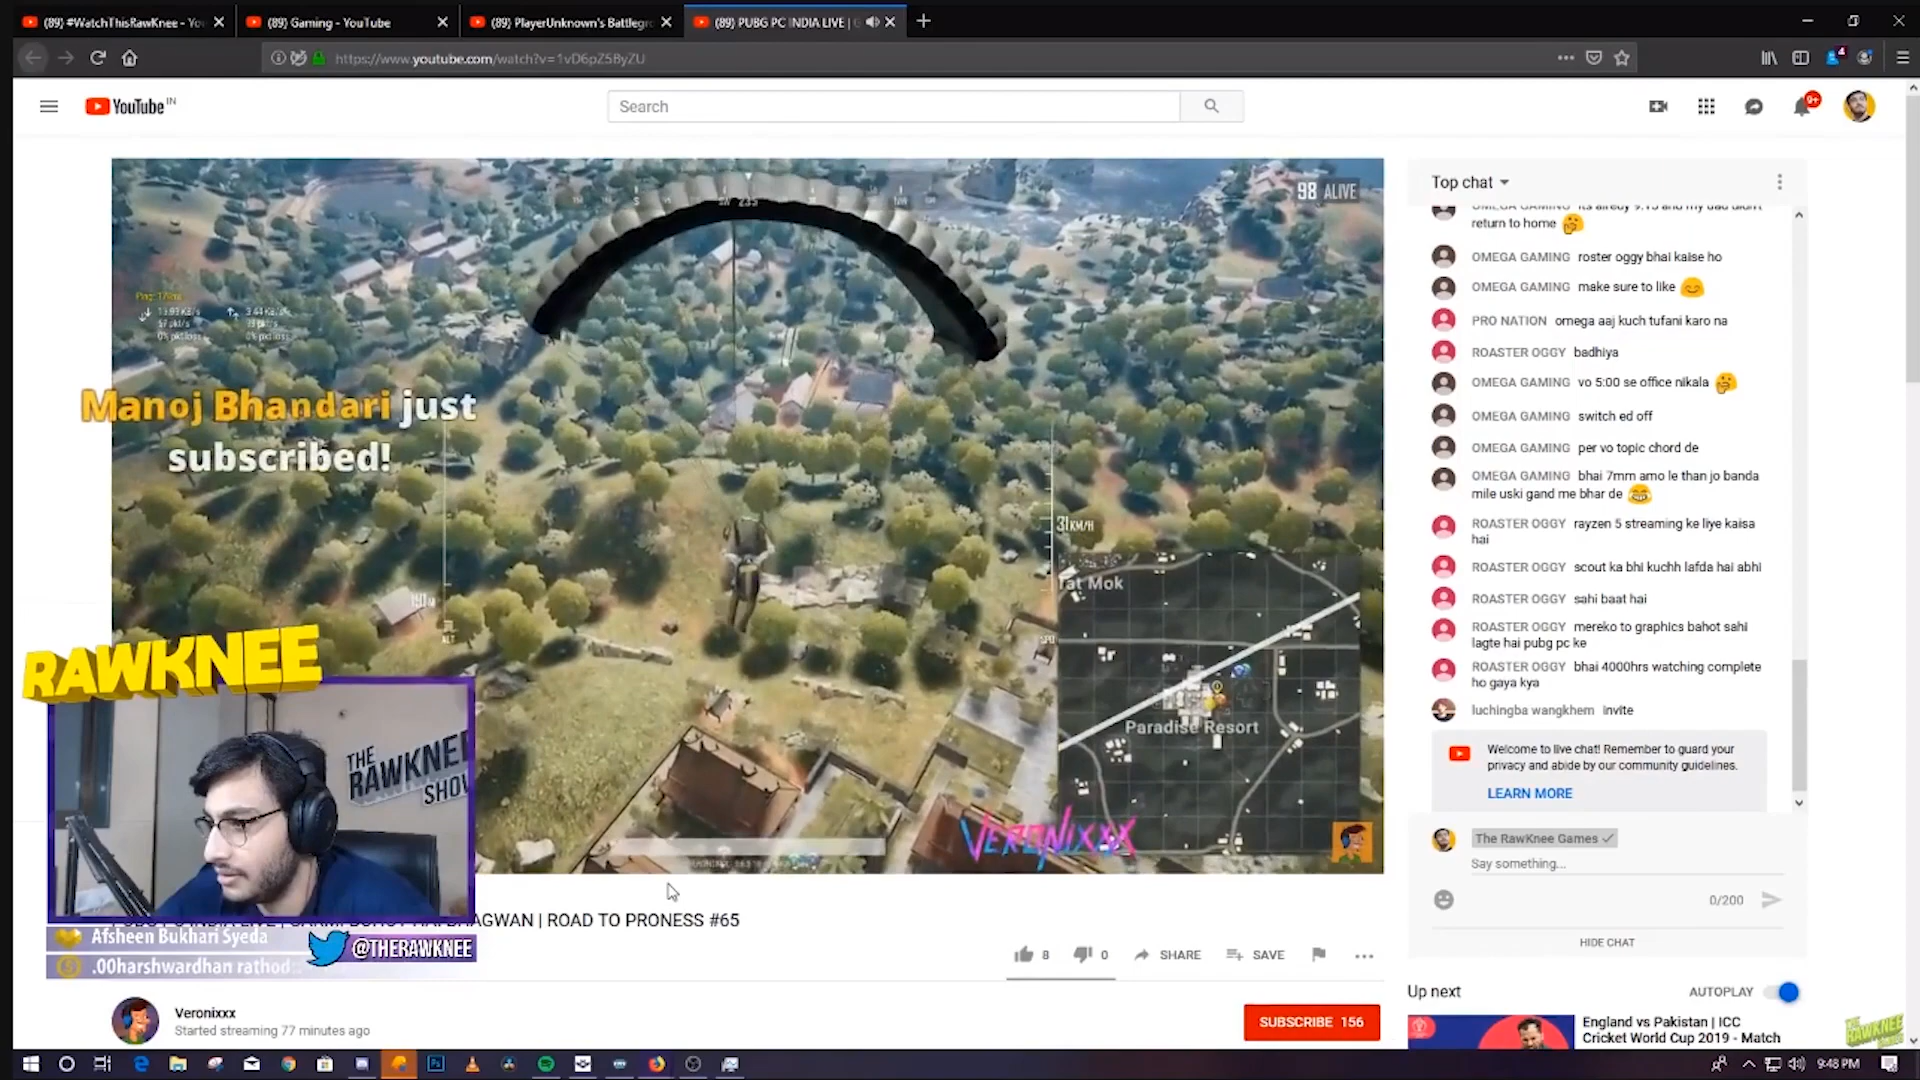 (89) #WatchThisRawKnee - Yo
(89) Gaming - YouTube
(89) PlayerUnknown's Battlegr
(89) PUBG PC INDIA LIVE |
https://www.youtube.com/watch?v=1vD6pZ5ByZU
YouTube IN
Search
9+
98 ALIVE
SW 235
Manoj Bhandari just
subscribed!
31KM/H
ALT
Tat Mok
Paradise Resort
VERONIXXX
RAWKNEE
THE
RAWKNEE
SHOW
AGWAN | ROAD TO PRONESS #65
Afsheen Bukhari Syeda
@THERAWKNEE
.00harshwardhan rathod:
8
0
SHARE
SAVE
Veronixxx
Started streaming 77 minutes ago
SUBSCRIBE 156
Top chat
return to home
OMEGA GAMING roster oggy bhai kaise ho
OMEGA GAMING make sure to like
PRO NATION omega aaj kuch tufani karo na
ROASTER OGGY badhiya
OMEGA GAMING vo 5:00 se office nikala
OMEGA GAMING switch ed off
OMEGA GAMING per vo topic chord de
OMEGA GAMING bhai 7mm amo le than jo banda
mile uski gand me bhar de
ROASTER OGGY rayzen 5 streaming ke liye kaisa
hai
ROASTER OGGY scout ka bhi kuchh lafda hai abhi
ROASTER OGGY sahi baat hai
ROASTER OGGY mereko to graphics bahot sahi
lagte hai pubg pc ke
ROASTER OGGY bhai 4000hrs watching complete
ho gaya kya
luchingba wangkhem Invite
Welcome to live chat! Remember to guard your
privacy and abide by our community guidelines.
LEARN MORE
The RawKnee Games
Say something...
0/200
HIDE CHAT
Up next
AUTOPLAY
England vs Pakistan | ICC
Cricket World Cup 2019 - Match
THE
RAWKNEE
9:48 PM